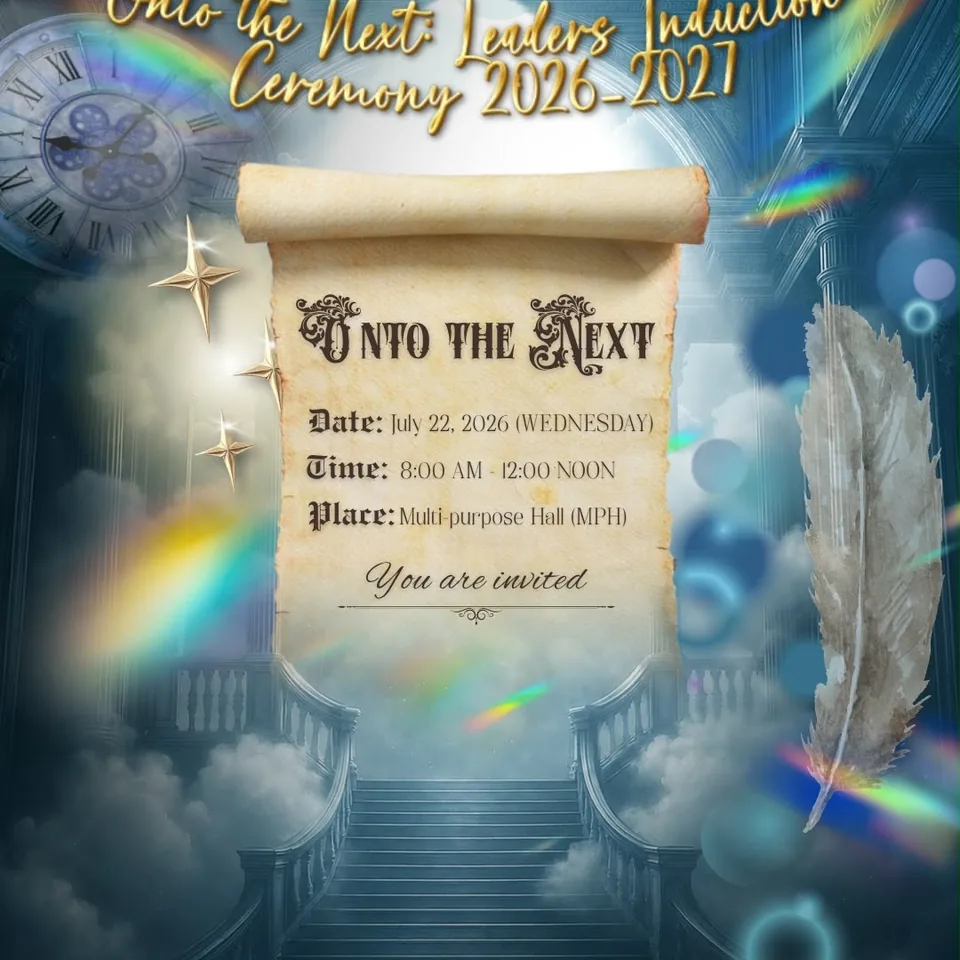 Onto the Next: Leaders Induction
Ceremony 2026-2027
XII
ONTO THE NEXT
Date: July 22, 2026 (WEDNESDAY)
Time: 8:00 AM - 12:00 NOON
Place: Multi-purpose Hall (MPH)
You are invited